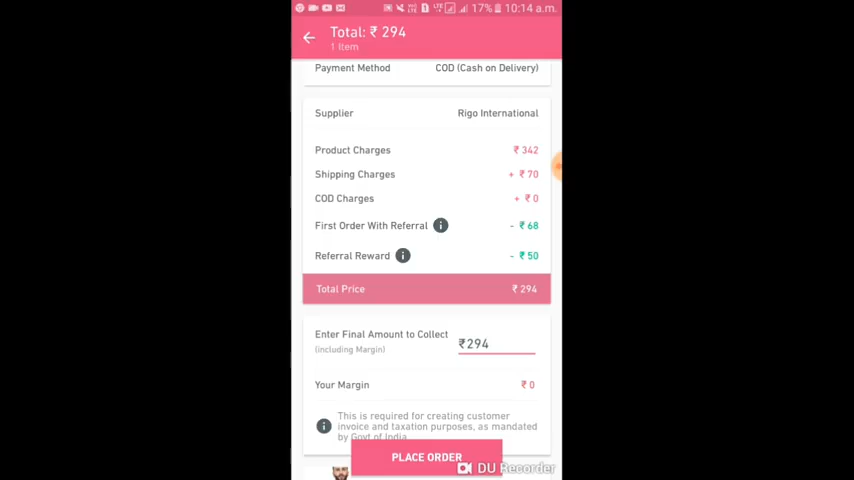 17% 10:14 a.m.
Total: ₹ 294
1 Item
Payment Method COD (Cash on Delivery)
Supplier Rigo International
Product Charges ₹ 342
Shipping Charges + ₹ 70
COD Charges + ₹ 0
First Order With Referral i - ₹ 68
Referral Reward i - ₹ 50
Total Price ₹ 294
Enter Final Amount to Collect ₹294
(including Margin)
Your Margin ₹ 0
i This is required for creating customer
invoice and taxation purposes, as mandated
by Govt of India
PLACE ORDER
DU Recorder